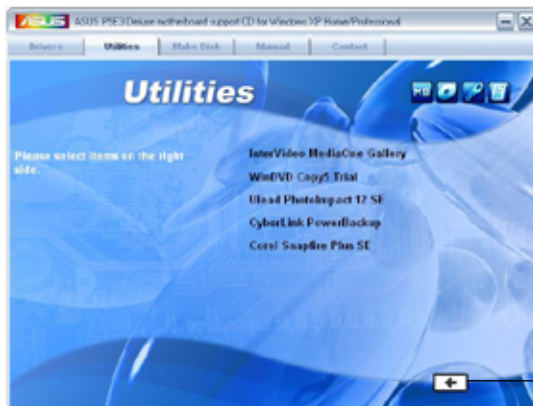 ASUS P5E3 Deluxe motherboard support CD for Windows XP Home/Professional
Drivers Utilities Make Disk Manual Contact
Utilities
Please select items on the right
side.
InterVideo MediaOne Gallery
WinDVD Copy5 Trial
Ulead PhotoImpact 12 SE
CyberLink PowerBackup
Corel Snapfire Plus SE